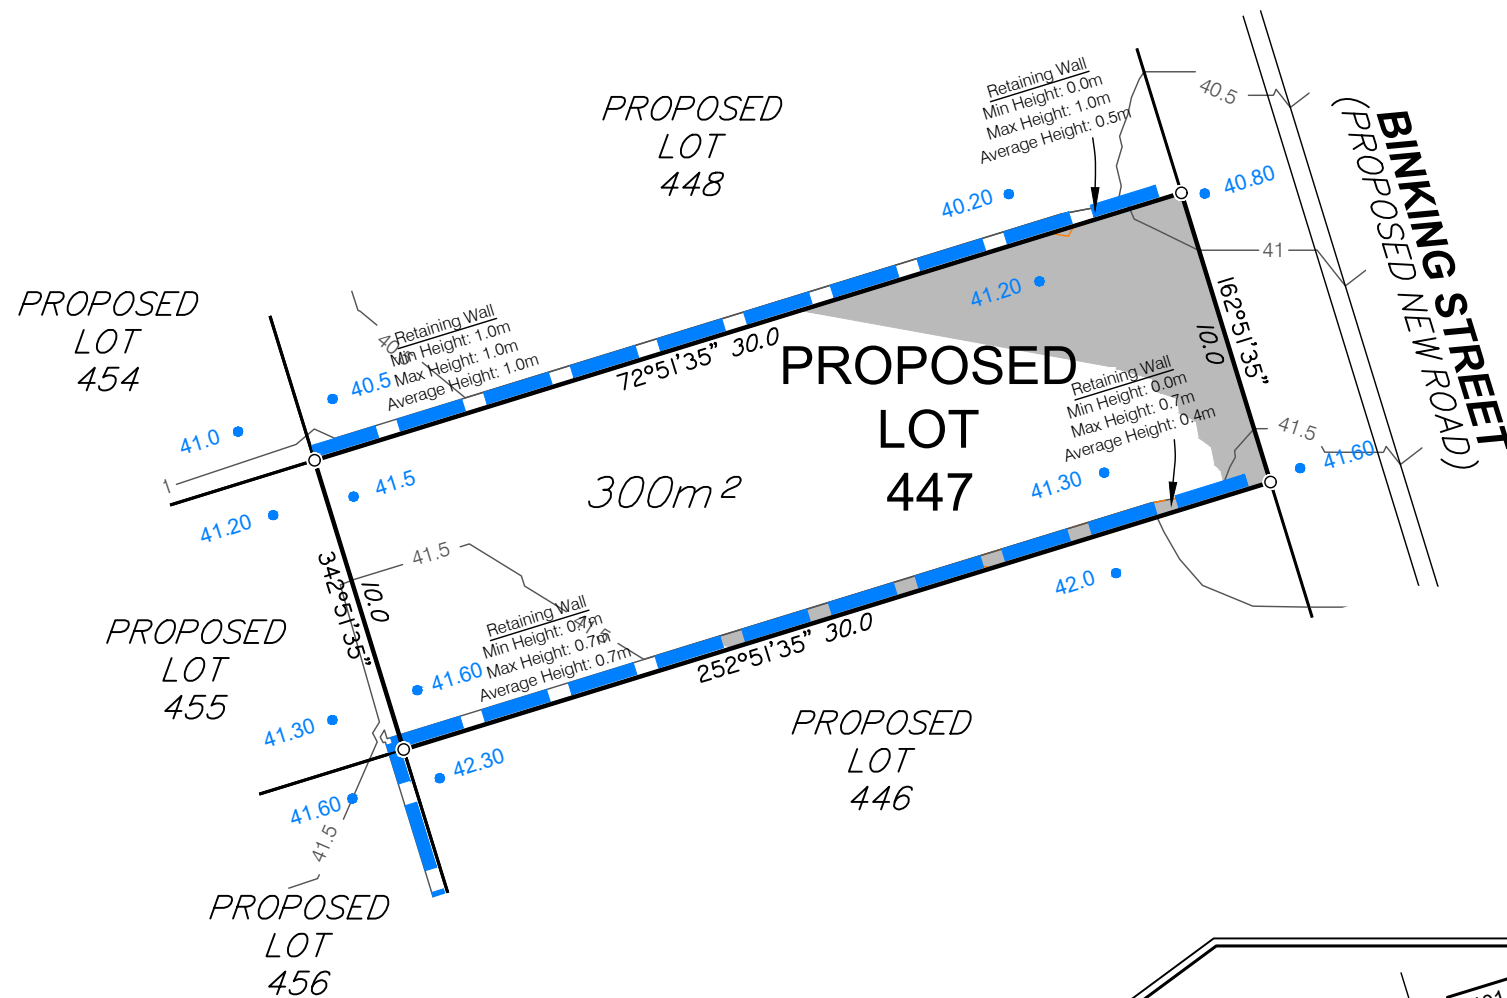 PROPOSED
LOT
448
Retaining Wall
Min Height: 0.0m
Max Height: 1.0m
Average Height: 0.5m
40.5
BINKING STREET
(PROPOSED NEW ROAD)
40.20
40.80
41
41.20
PROPOSED
LOT
454
Retaining Wall
Min Height: 1.0m
Max Height: 1.0m
Average Height: 1.0m
40.5
41.0
72°51'35" 30.0
162°51'35"
10.0
PROPOSED
LOT
447
300m²
Retaining Wall
Min Height: 0.0m
Max Height: 0.7m
Average Height: 0.4m
41.5
41.60
41.30
41.5
41.20
1
41.5
342°51'35"
10.0
42.0
Retaining Wall
Min Height: 0.7m
Max Height: 0.7m
Average Height: 0.7m
252°51'35" 30.0
PROPOSED
LOT
455
41.60
41.30
42.30
PROPOSED
LOT
446
41.60
41.5
PROPOSED
LOT
456